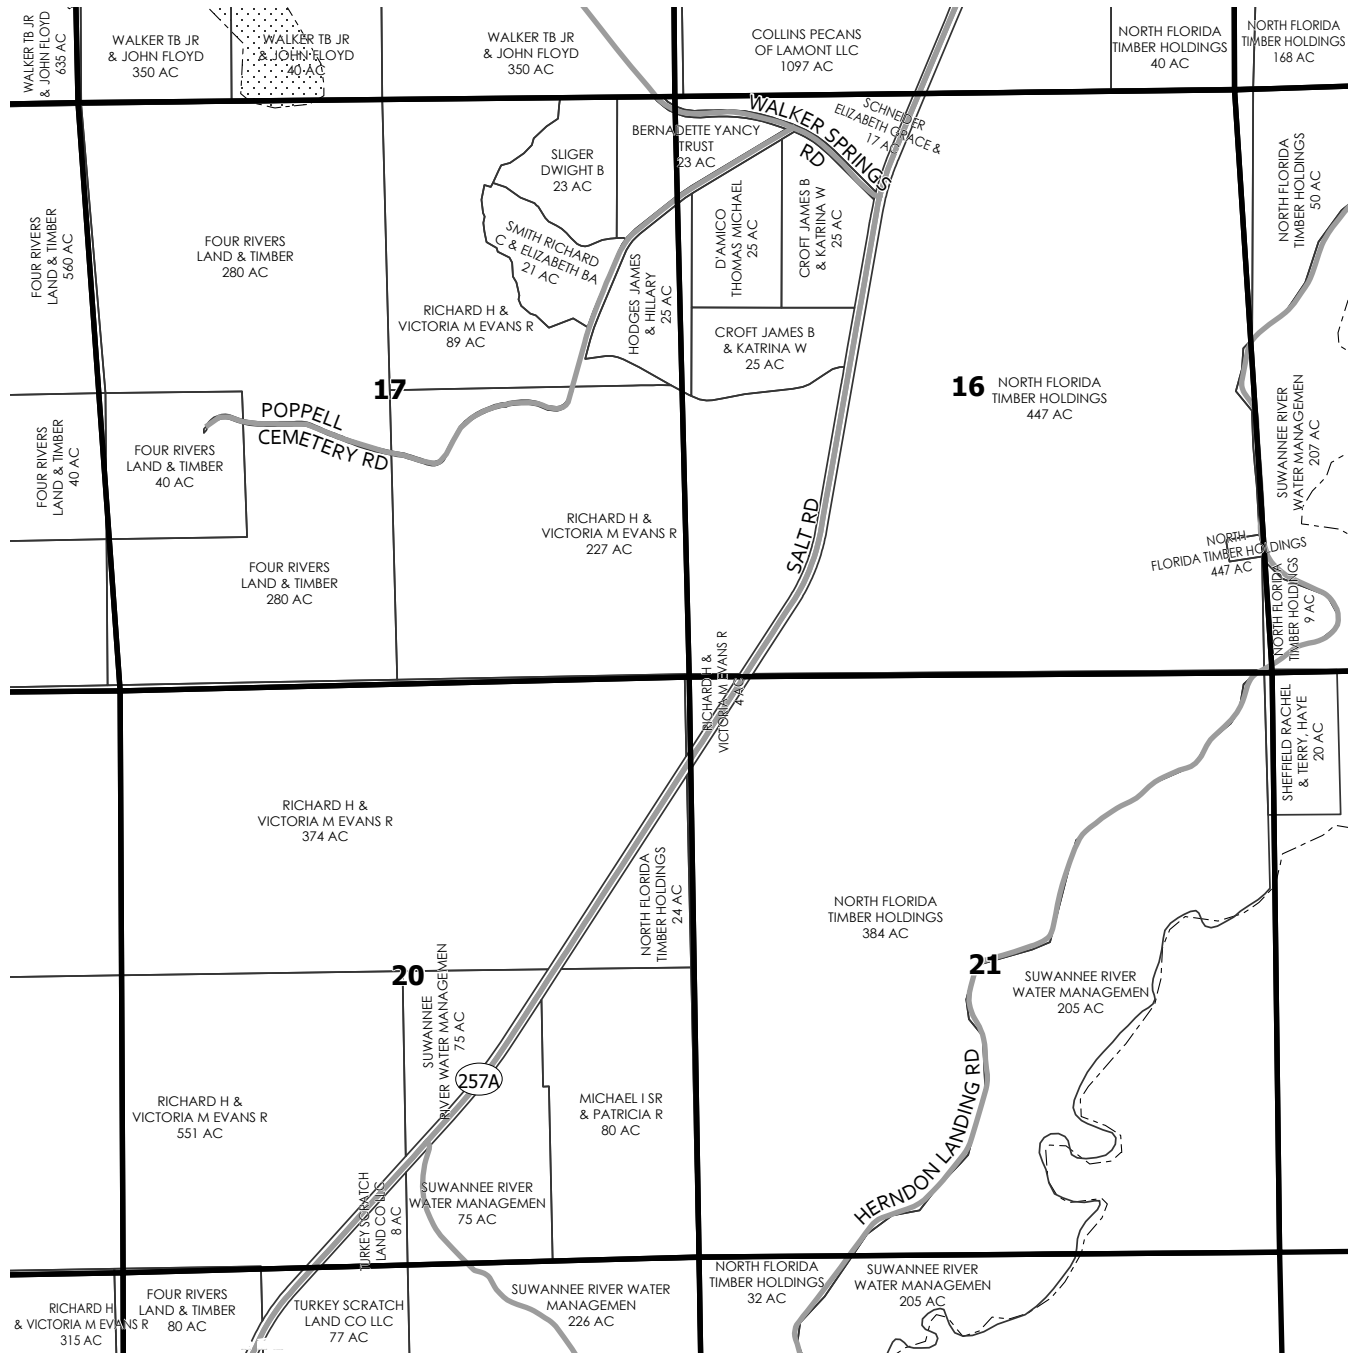 WALKER TB JR
& JOHN FLOYD
635 AC
WALKER TB JR
& JOHN FLOYD
350 AC
WALKER TB JR
& JOHN FLOYD
40 AC
WALKER TB JR
& JOHN FLOYD
350 AC
COLLINS PECANS
OF LAMONT LLC
1097 AC
NORTH FLORIDA
TIMBER HOLDINGS
40 AC
NORTH FLORIDA
TIMBER HOLDINGS
168 AC
WALKER SPRINGS
RD
SCHNEIDER
ELIZABETH GRACE &
17 AC
BERNADETTE YANCY
TRUST
23 AC
SLIGER
DWIGHT B
23 AC
SMITH RICHARD
C & ELIZABETH BA
21 AC
D'AMICO
THOMAS MICHAEL
25 AC
CROFT JAMES B
& KATRINA W
25 AC
NORTH FLORIDA
TIMBER HOLDINGS
50 AC
FOUR RIVERS
LAND & TIMBER
560 AC
FOUR RIVERS
LAND & TIMBER
280 AC
RICHARD H &
VICTORIA M EVANS R
89 AC
HODGES JAMES
& HILLARY
25 AC
CROFT JAMES B
& KATRINA W
25 AC
17
16
NORTH FLORIDA
TIMBER HOLDINGS
447 AC
SUWANNEE RIVER
WATER MANAGEMEN
207 AC
POPPELL
CEMETERY RD
FOUR RIVERS
LAND & TIMBER
40 AC
FOUR RIVERS
LAND & TIMBER
40 AC
RICHARD H &
VICTORIA M EVANS R
227 AC
SALT RD
NORTH
FLORIDA TIMBER HOLDINGS
447 AC
FOUR RIVERS
LAND & TIMBER
280 AC
NORTH FLORIDA
TIMBER HOLDINGS
9 AC
RICHARD H &
VICTORIA M EVANS R
4 AC
SHEFFIELD RACHEL
& TERRY, HAYE
20 AC
RICHARD H &
VICTORIA M EVANS R
374 AC
NORTH FLORIDA
TIMBER HOLDINGS
24 AC
NORTH FLORIDA
TIMBER HOLDINGS
384 AC
20
21
SUWANNEE
RIVER WATER MANAGEMEN
75 AC
SUWANNEE RIVER
WATER MANAGEMEN
205 AC
257A
RICHARD H &
VICTORIA M EVANS R
551 AC
MICHAEL I SR
& PATRICIA R
80 AC
HERNDON LANDING RD
TURKEY SCRATCH
LAND CO LLC
8 AC
SUWANNEE RIVER
WATER MANAGEMEN
75 AC
NORTH FLORIDA
TIMBER HOLDINGS
32 AC
SUWANNEE RIVER
WATER MANAGEMEN
205 AC
RICHARD H
& VICTORIA M EVANS R
315 AC
FOUR RIVERS
LAND & TIMBER
80 AC
TURKEY SCRATCH
LAND CO LLC
77 AC
SUWANNEE RIVER WATER
MANAGEMEN
226 AC